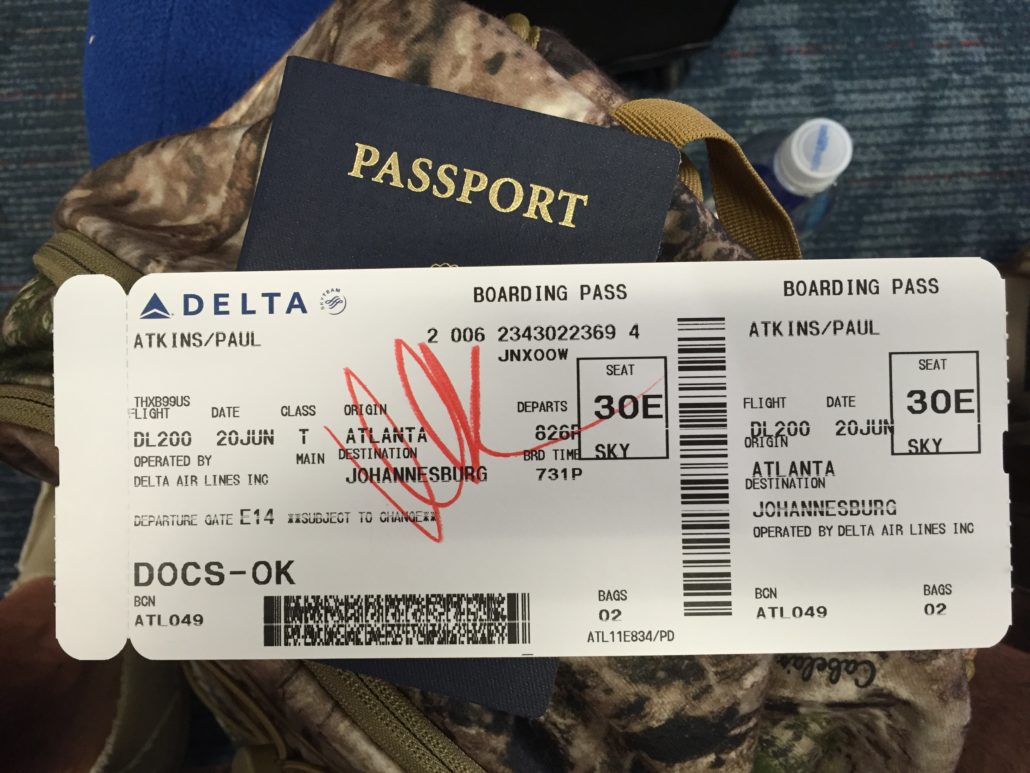 PASSPORT
DELTA SKYTEAM BOARDING PASS
ATKINS/PAUL 2 006 2343022369 4
JNXOOW
SEAT
30E
SKY
THXB99US
FLIGHT DATE CLASS ORIGIN DEPARTS
DL200 20JUN T ATLANTA 826P
OPERATED BY MAIN DESTINATION BRD TIME
DELTA AIR LINES INC JOHANNESBURG 731P
DEPARTURE GATE E14 **SUBJECT TO CHANGE**
DOCS-OK
BCN BAGS
ATL049 02
ATL11E834/PD
BOARDING PASS
ATKINS/PAUL
SEAT
30E
SKY
FLIGHT DATE
DL200 20JUN
ORIGIN
ATLANTA
DESTINATION
JOHANNESBURG
OPERATED BY DELTA AIR LINES INC
BCN BAGS
ATL049 02
Cabela's